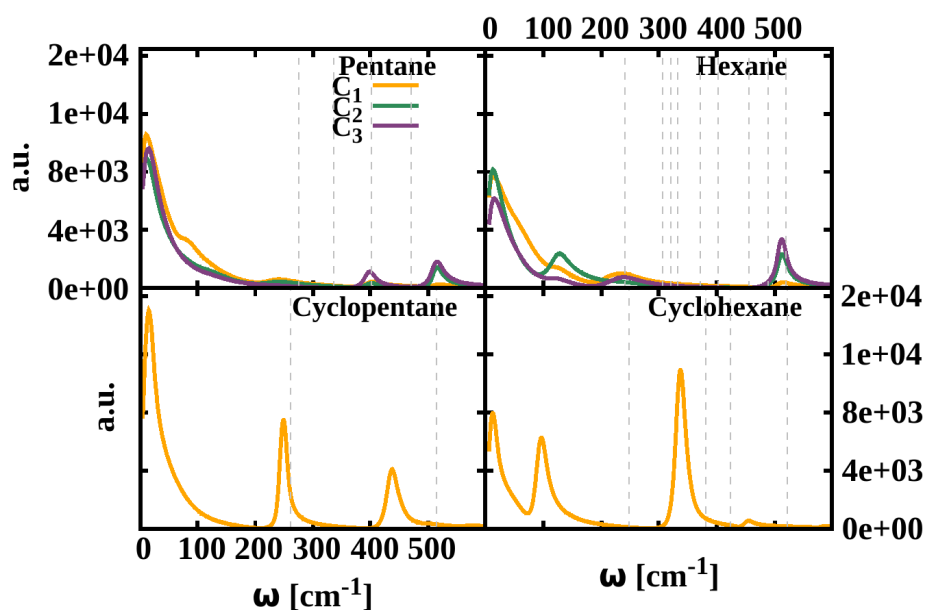 0 100 200 300 400 500
2e+04
1e+04
8e+03
4e+03
0e+00
a.u.
Pentane
C1
C2
C3
Hexane
Cyclopentane
Cyclohexane
a.u.
2e+04
1e+04
8e+03
4e+03
0e+00
0 100 200 300 400 500
ω [cm-1]
ω [cm-1]